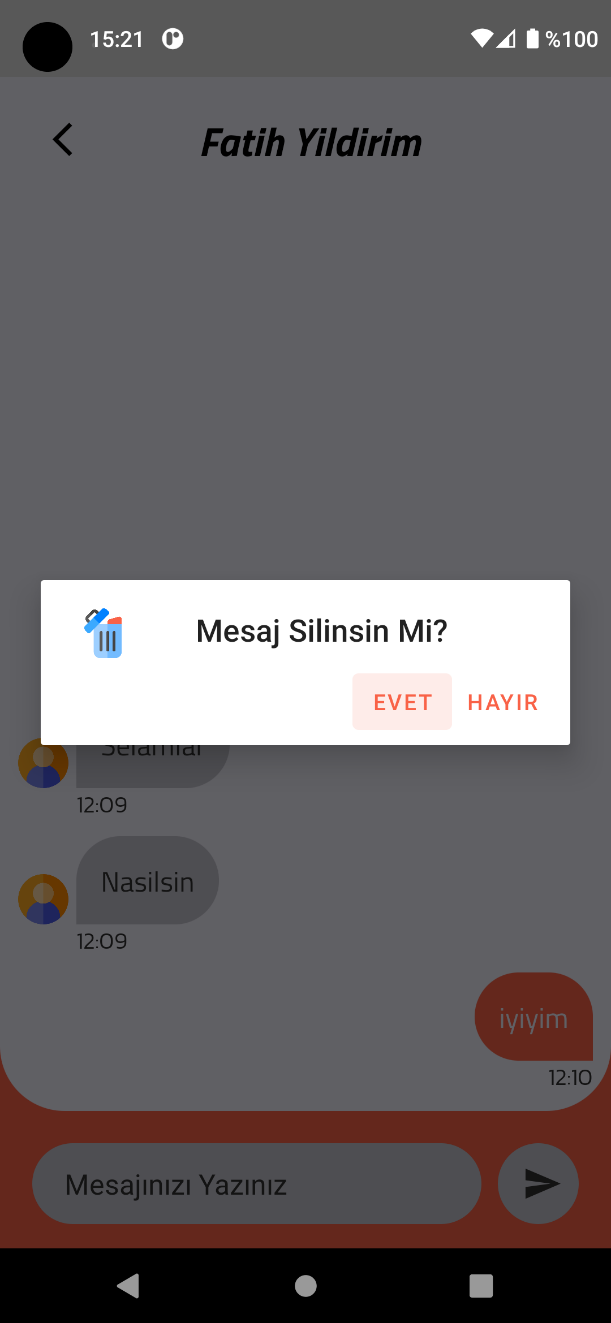 15:21 %100
Fatih Yildirim
Mesaj Silinsin Mi?
EVET HAYIR
Selamlar
12:09
Nasilsin
12:09
iyiyim
12:10
Mesajınızı Yazınız